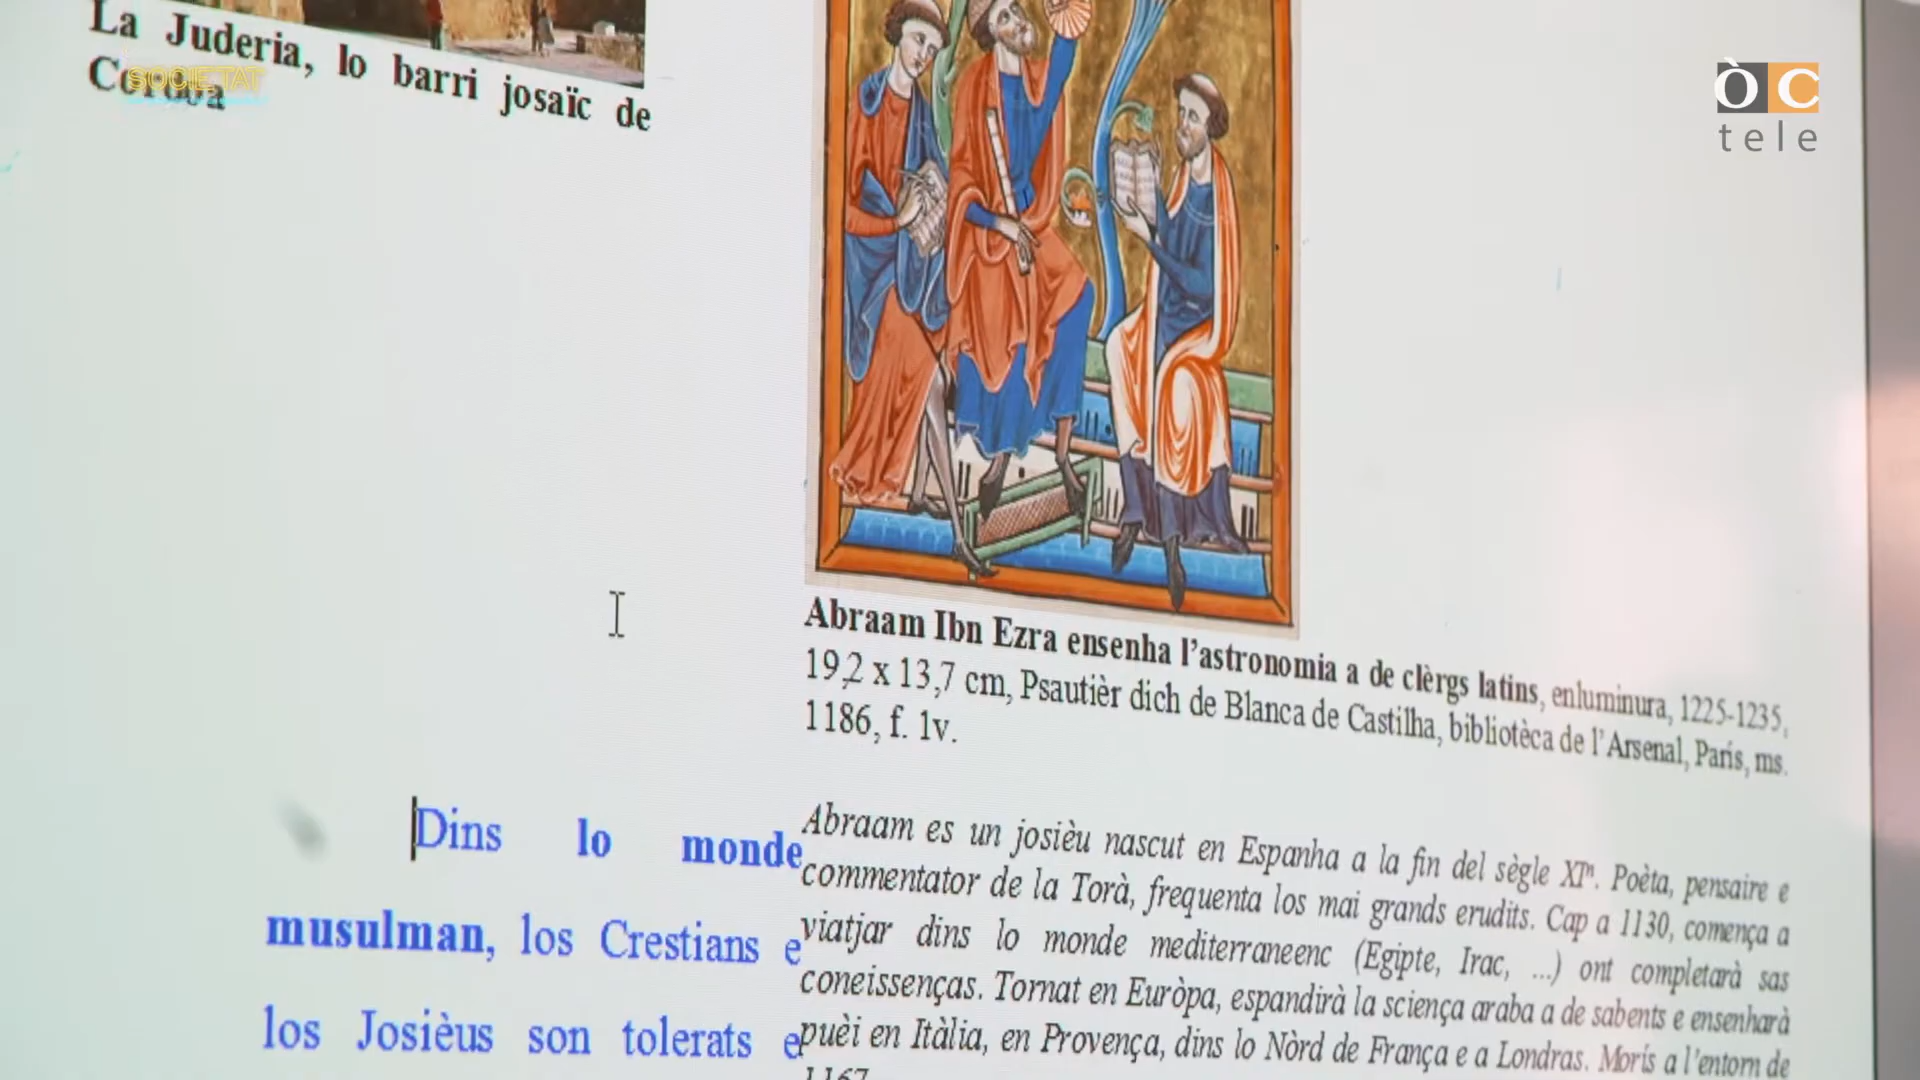 La Juderia, lo barri josaïc de
Cordoa
SOCIETAT
ÒC
tele
Abraam Ibn Ezra ensenha l’astronomia a de clèrgs latins, enluminura, 1225-1235,
19,2 x 13,7 cm, Psautièr dich de Blanca de Castilha, bibliotèca de l’Arsenal, París, ms.
1186, f. 1v.
Dins lo monde
musulman, los Crestians e
los Josièus son tolerats e
Abraam es un josièu nascut en Espanha a la fin del sègle XIᵉⁿ. Poèta, pensaire e
commentator de la Torà, frequenta los mai grands erudits. Cap a 1130, comença a
viatjar dins lo monde mediterraneenc (Egipte, Irac, ...) ont completarà sas
coneissenças. Tornat en Euròpa, espandirà la sciença araba a de sabents e ensenharà
puèi en Itàlia, en Provença, dins lo Nòrd de França e a Londras. Morís a l’entorn de
1167